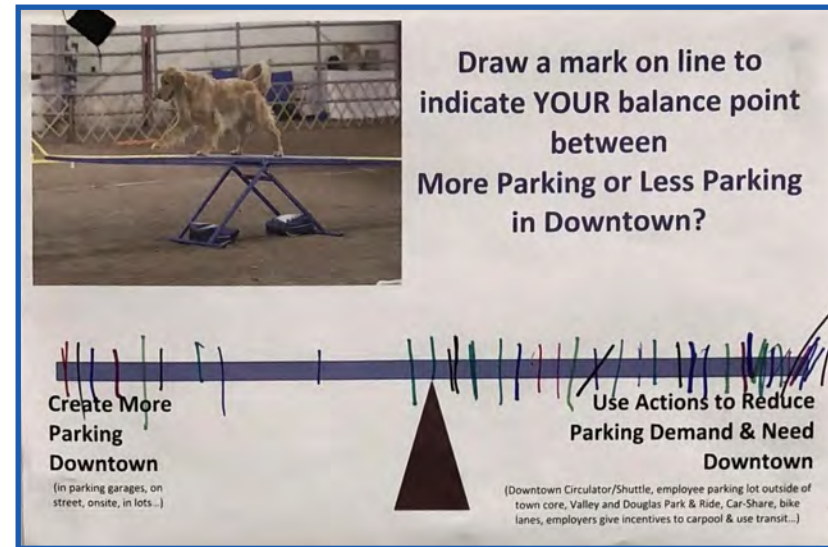 Draw a mark on line to
indicate YOUR balance point
between
More Parking or Less Parking
in Downtown?
Create More
Parking
Downtown
(in parking garages, on
street, onsite, in lots...)
Use Actions to Reduce
Parking Demand & Need
Downtown
(Downtown Circulator/Shuttle, employee parking lot outside of
town core, Valley and Douglas Park & Ride, Car-Share, bike
lanes, employers give incentives to carpool & use transit...)